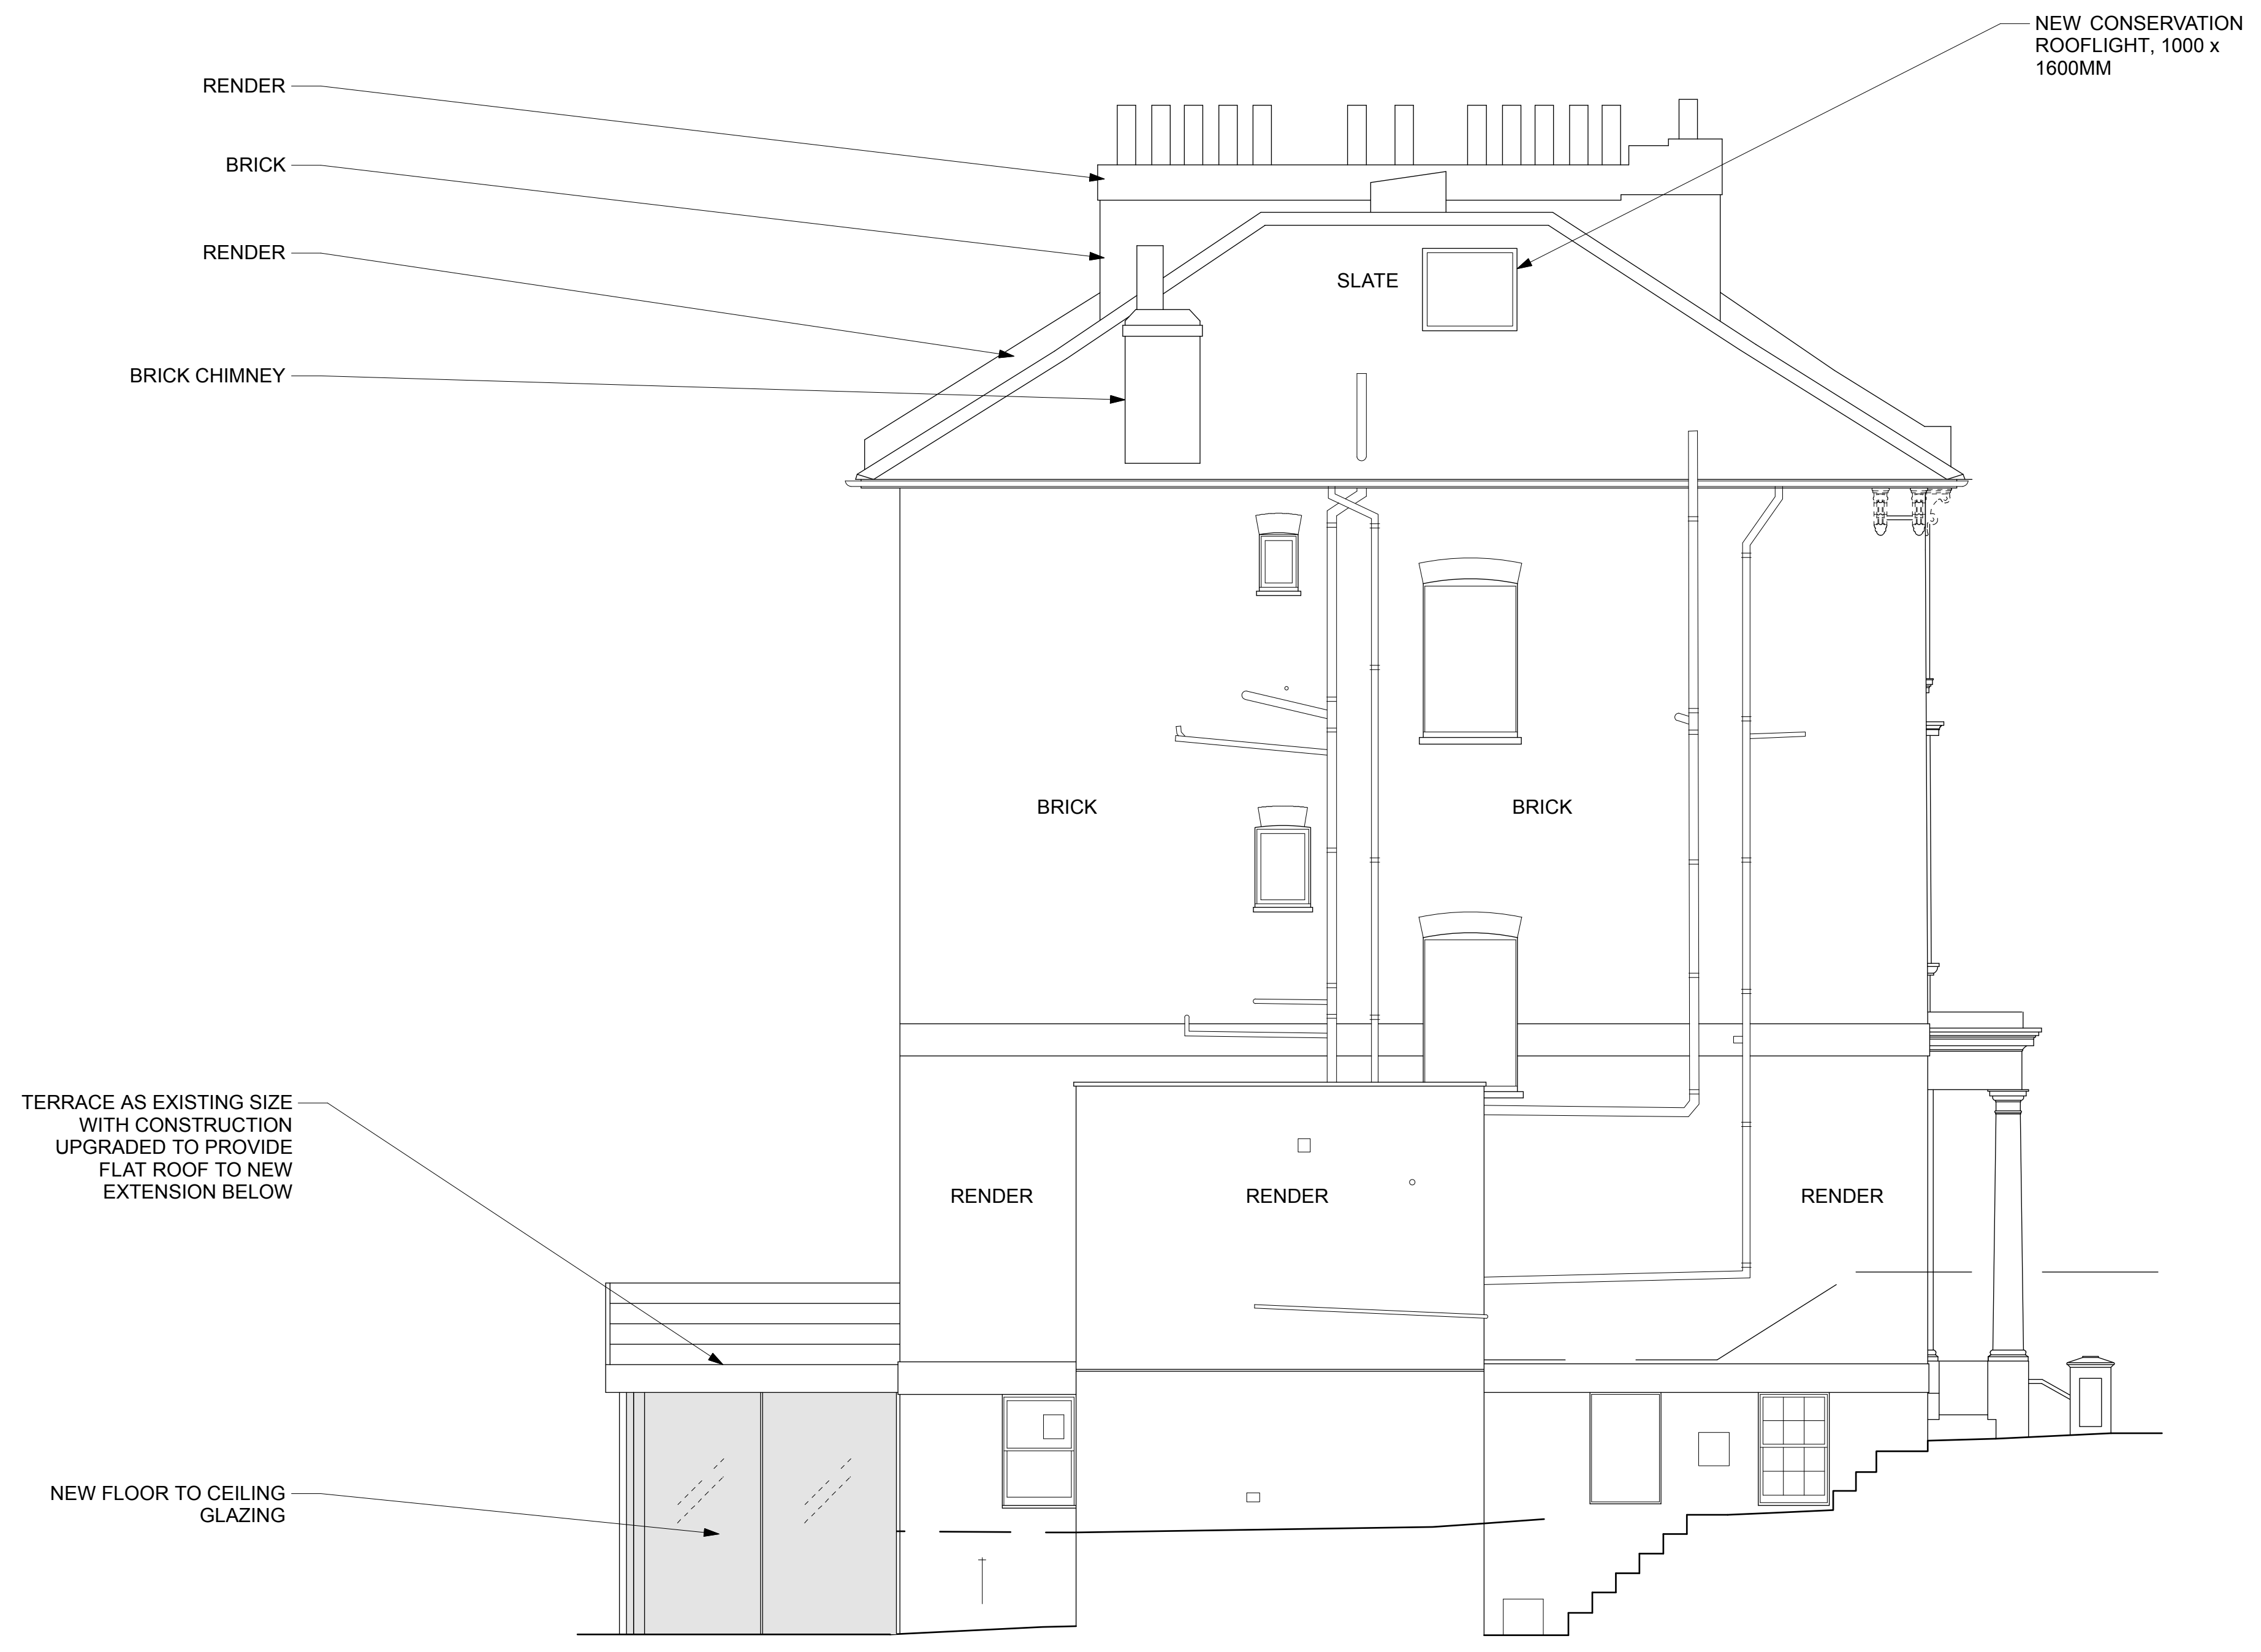 NEW CONSERVATION
ROOFLIGHT, 1000 x
1600MM
RENDER
BRICK
RENDER
SLATE
BRICK CHIMNEY
BRICK
BRICK
TERRACE AS EXISTING SIZE
WITH CONSTRUCTION
UPGRADED TO PROVIDE
FLAT ROOF TO NEW
EXTENSION BELOW
RENDER
RENDER
RENDER
NEW FLOOR TO CEILING
GLAZING